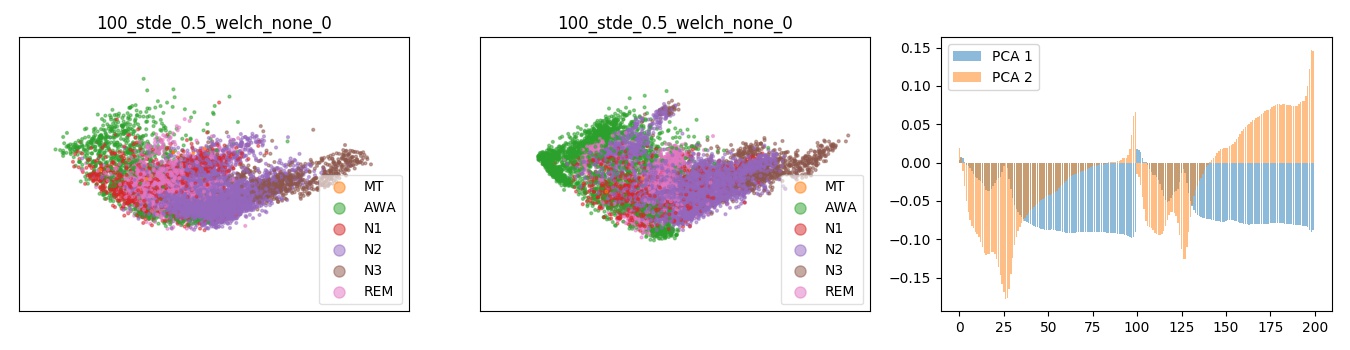 100_stde_0.5_welch_none_0
MT
AWA
N1
N2
N3
REM
100_stde_0.5_welch_none_0
MT
AWA
N1
N2
N3
REM
PCA 1
PCA 2
0.15
0.10
0.05
0.00
−0.05
−0.10
−0.15
0 25 50 75 100 125 150 175 200